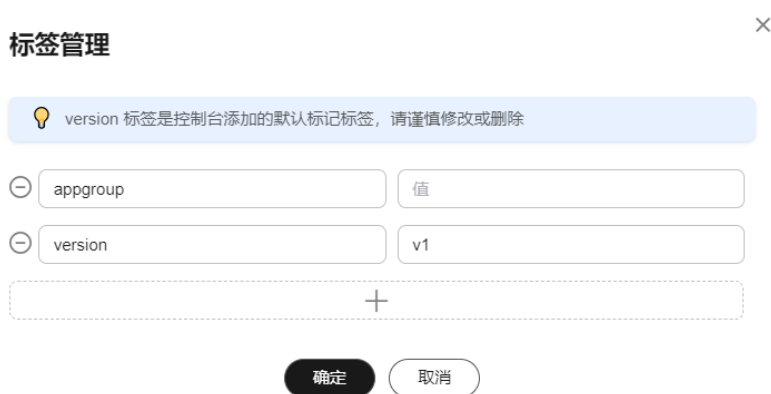 标签管理
version 标签是控制台添加的默认标记标签，请谨慎修改或删除
appgroup 值
version v1
确定 取消